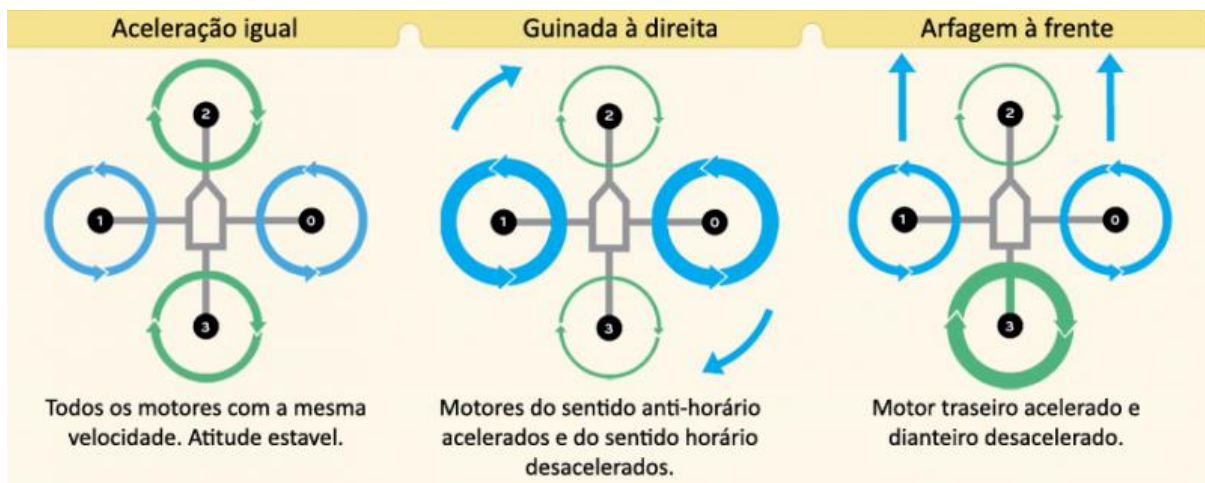 Aceleração igual
Guinada à direita
Arfagem à frente
2
1
0
3
2
1
0
3
2
1
0
3
Todos os motores com a mesma
velocidade. Atitude estavel.
Motores do sentido anti-horário
acelerados e do sentido horário
desacelerados.
Motor traseiro acelerado e
dianteiro desacelerado.